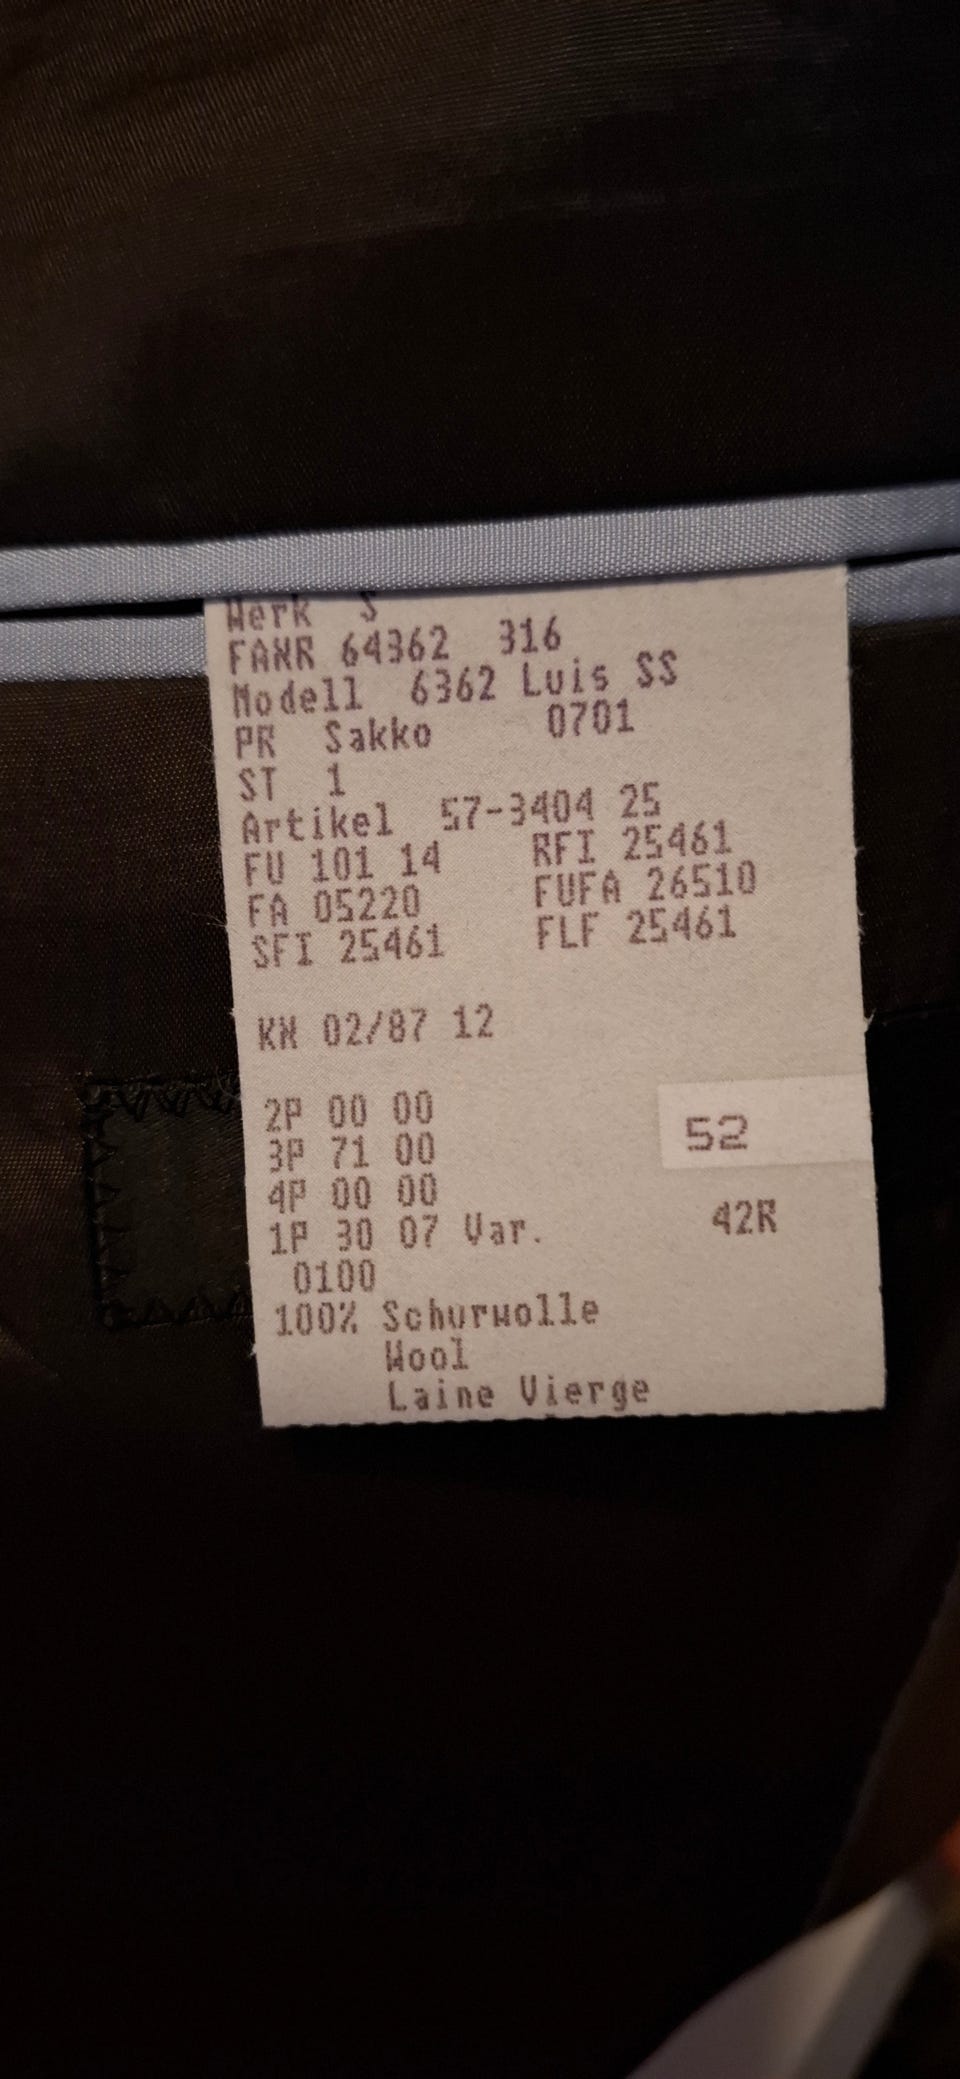 Werk S
FANR 64362 316
Modell 6362 Luis SS
PR Sakko 0701
ST 1
Artikel 57-3404 25
FU 101 14 RFI 25461
FA 05220 FUFA 26510
SFI 25461 FLF 25461
KW 02/87 12
2P 00 00
3P 71 00 52
4P 00 00
1P 30 07 Var. 42R
0100
100% Schurwolle
Wool
Laine Vierge